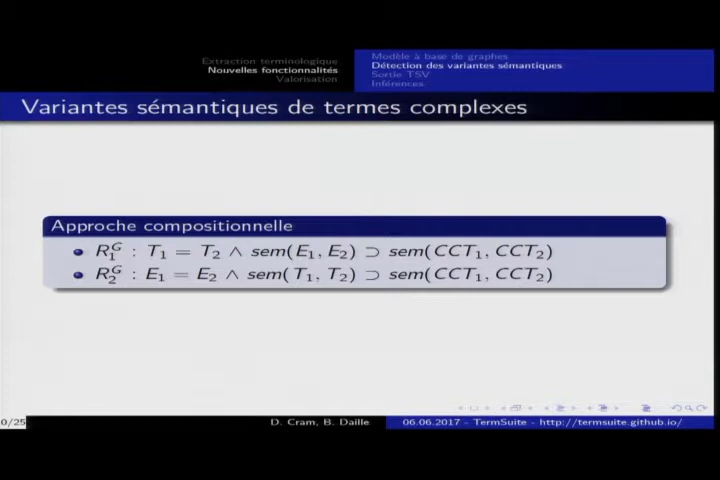 Extraction terminologique
Nouvelles fonctionnalités
Valorisation
Modèle à base de graphes
Détection des variantes sémantiques
Sortie TSV
Inférences
Variantes sémantiques de termes complexes
Approche compositionnelle
R₁ᴳ : T₁ = T₂ ∧ sem(E₁, E₂) ⊃ sem(CCT₁, CCT₂)
R₂ᴳ : E₁ = E₂ ∧ sem(T₁, T₂) ⊃ sem(CCT₁, CCT₂)
0/25
D. Cram, B. Daille
06.06.2017 - TermSuite - http://termsuite.github.io/